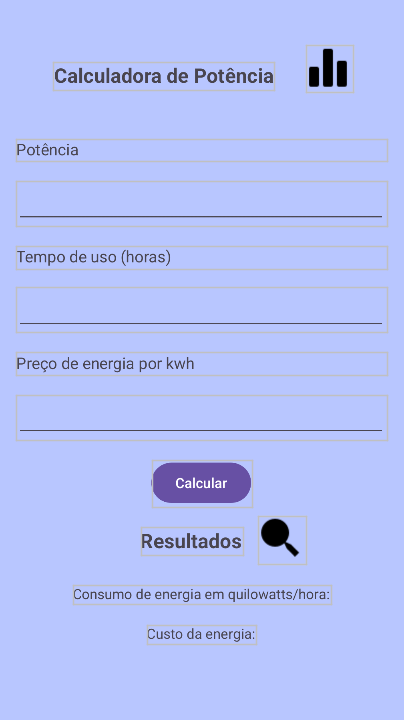 Calculadora de Potência
Potência
Tempo de uso (horas)
Preço de energia por kwh
Calcular
Resultados
Consumo de energia em quilowatts/hora:
Custo da energia: